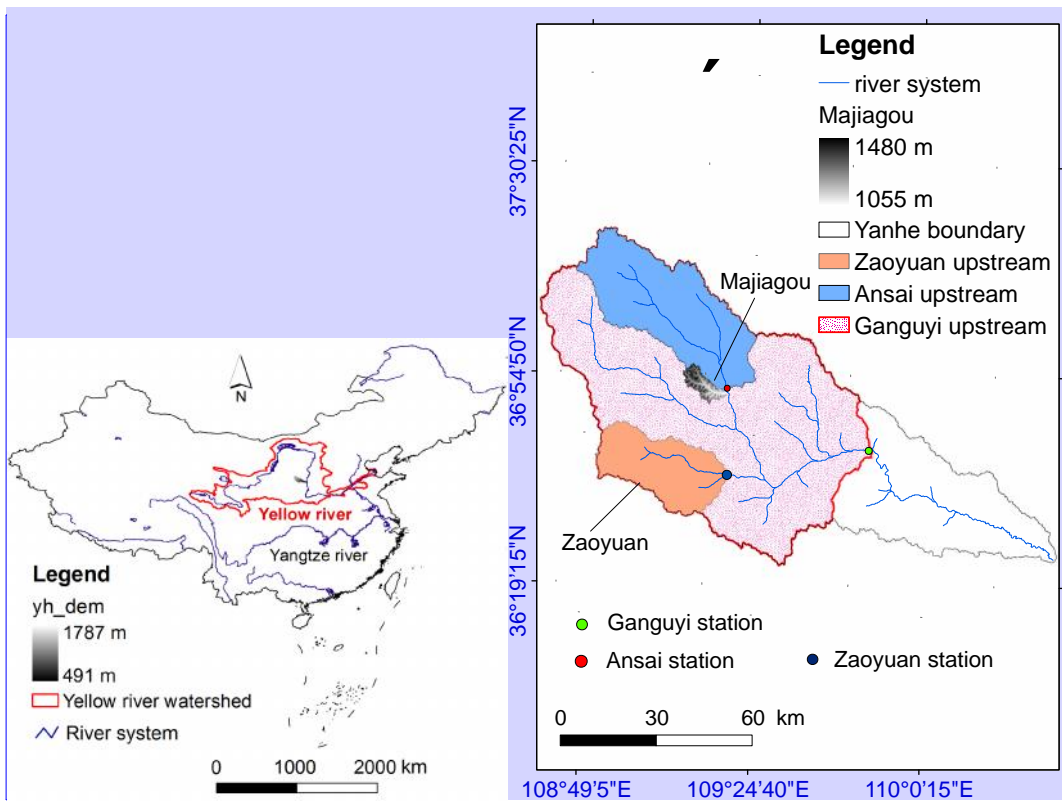 N
Yellow river
Yangtze river
Legend
yh_dem
1787 m
491 m
Yellow river watershed
River system
0 1000 2000 km
37°30'25"N
36°54'50"N
36°19'15"N
Legend
river system
Majiagou
1480 m
1055 m
Yanhe boundary
Zaoyuan upstream
Ansai upstream
Ganguyi upstream
Majiagou
Zaoyuan
Ganguyi station
Ansai station
Zaoyuan station
0 30 60 km
108°49'5"E 109°24'40"E 110°0'15"E